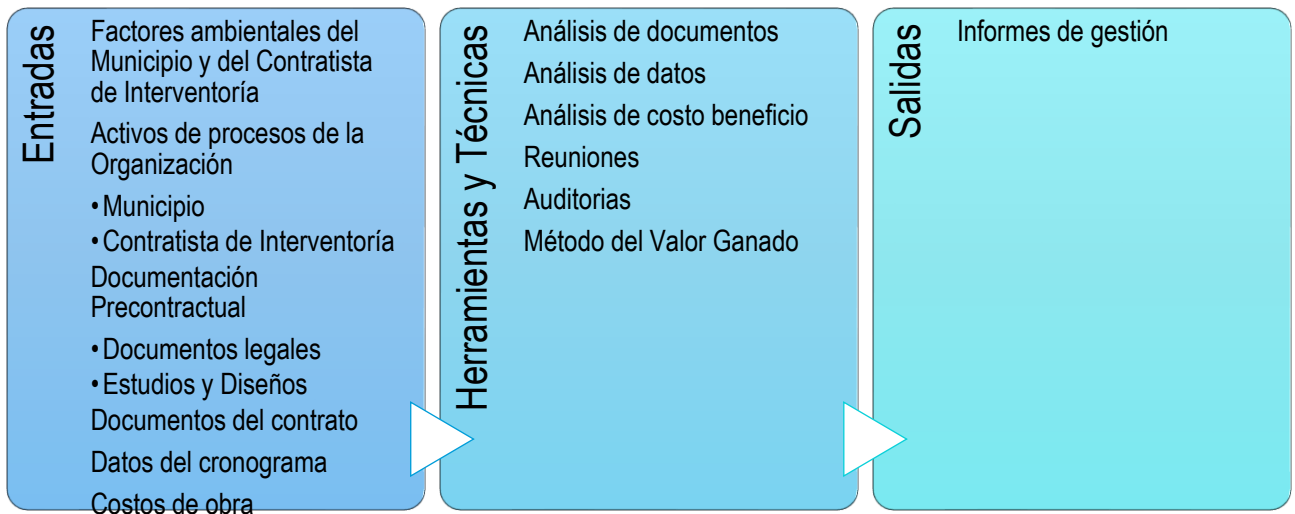 Entradas
Factores ambientales del
Municipio y del Contratista
de Interventoría
Activos de procesos de la
Organización
• Municipio
• Contratista de Interventoría
Documentación
Precontractual
• Documentos legales
• Estudios y Diseños
Documentos del contrato
Datos del cronograma
Costos de obra
Herramientas y Técnicas
Análisis de documentos
Análisis de datos
Análisis de costo beneficio
Reuniones
Auditorias
Método del Valor Ganado
Salidas
Informes de gestión